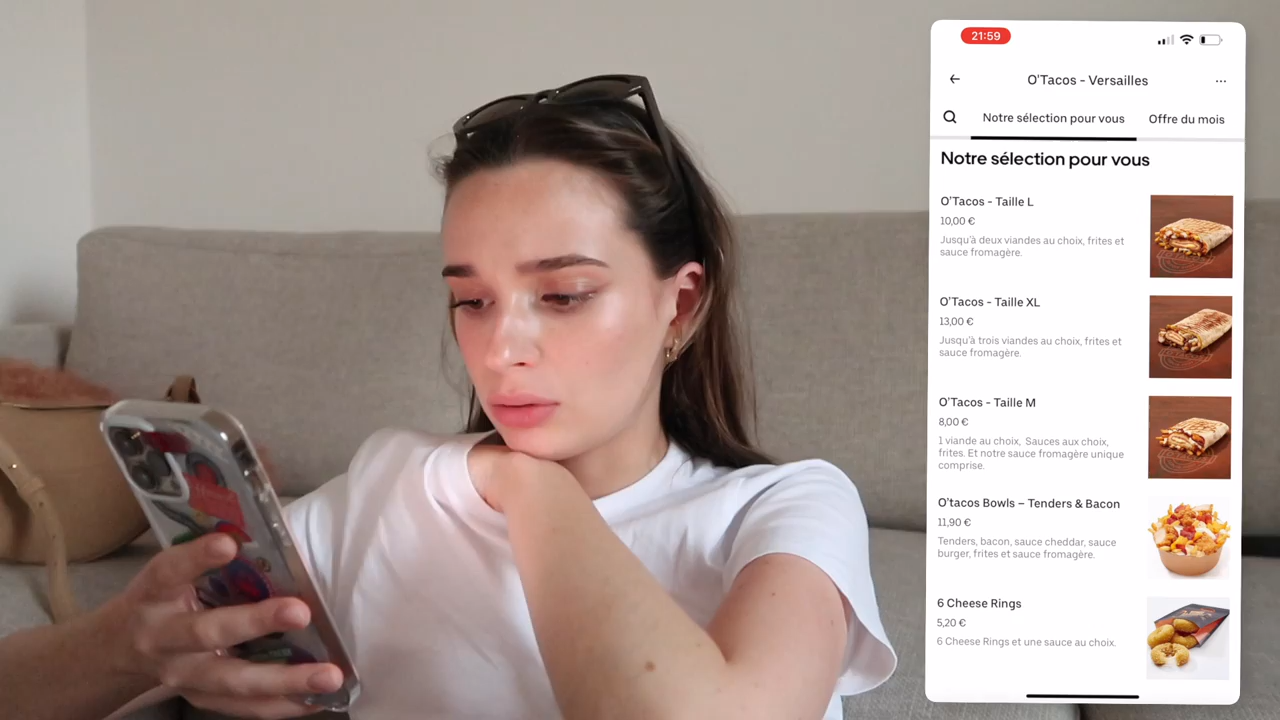 21:59
O'Tacos - Versailles
Notre sélection pour vous
Offre du mois
Notre sélection pour vous
O'Tacos - Taille L
10,00 €
Jusqu'à deux viandes au choix, frites et
sauce fromagère.
O'Tacos - Taille XL
13,00 €
Jusqu'à trois viandes au choix, frites et
sauce fromagère.
O'Tacos - Taille M
8,00 €
1 viande au choix, Sauces aux choix,
frites. Et notre sauce fromagère unique
comprise.
O'tacos Bowls – Tenders & Bacon
11,90 €
Tenders, bacon, sauce cheddar, sauce
burger, frites et sauce fromagère.
6 Cheese Rings
5,20 €
6 Cheese Rings et une sauce au choix.